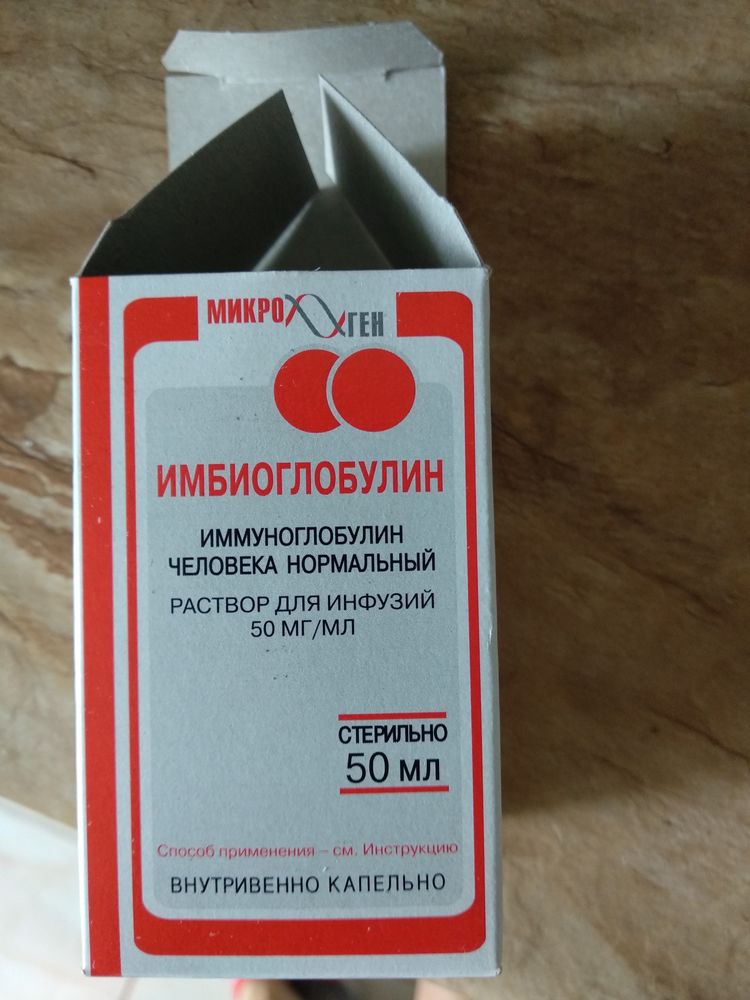 МИКРОГЕН
ИМБИОГЛОБУЛИН
ИММУНОГЛОБУЛИН
ЧЕЛОВЕКА НОРМАЛЬНЫЙ
РАСТВОР ДЛЯ ИНФУЗИЙ
50 МГ/МЛ
СТЕРИЛЬНО
50 МЛ
Способ применения – см. Инструкцию
ВНУТРИВЕННО КАПЕЛЬНО